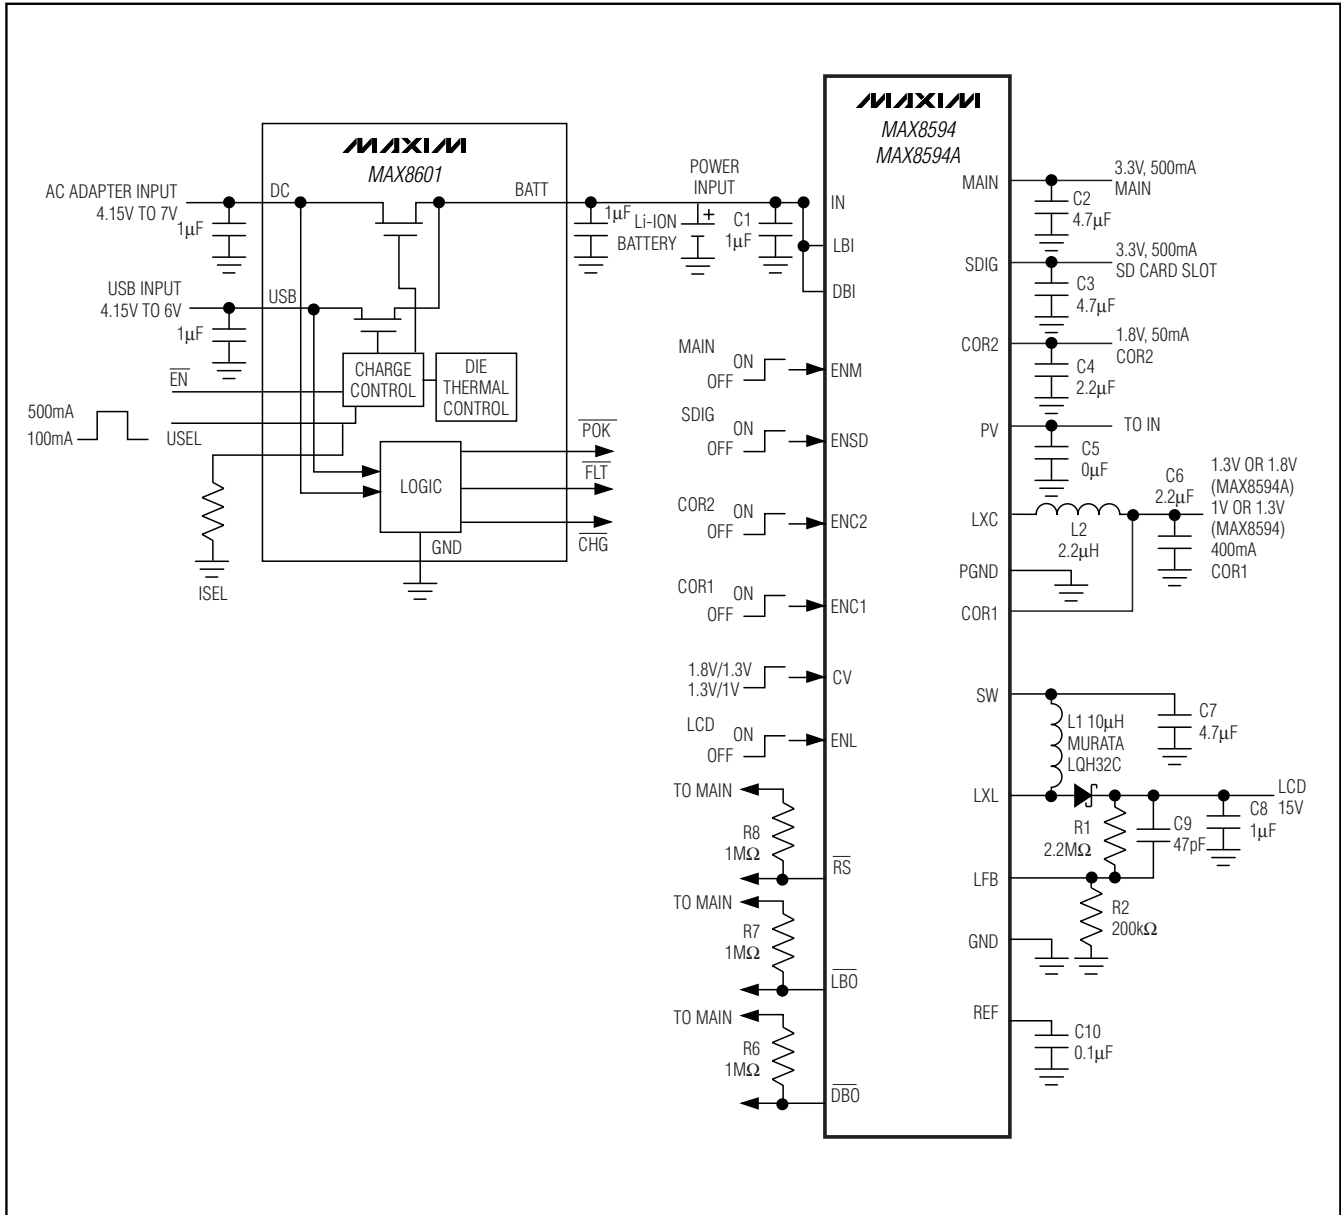 MAXIM
MAX8601
AC ADAPTER INPUT
4.15V TO 7V
1µF
DC
BATT
USB INPUT
4.15V TO 6V
1µF
USB
EN
500mA
100mA
USEL
ISEL
CHARGE
CONTROL
DIE
THERMAL
CONTROL
LOGIC
GND
POK
FLT
CHG
1µF
Li-ION
BATTERY
+
POWER
INPUT
C1
1µF
MAXIM
MAX8594
MAX8594A
IN
LBI
DBI
MAIN
ON
OFF
ENM
SDIG
ON
OFF
ENSD
COR2
ON
OFF
ENC2
COR1
ON
OFF
ENC1
1.8V/1.3V
1.3V/1V
CV
LCD
ON
OFF
ENL
TO MAIN
R8
1MΩ
RS
TO MAIN
R7
1MΩ
LBO
TO MAIN
R6
1MΩ
DBO
MAIN
3.3V, 500mA
MAIN
C2
4.7µF
SDIG
3.3V, 500mA
SD CARD SLOT
C3
4.7µF
COR2
1.8V, 50mA
COR2
C4
2.2µF
PV
TO IN
C5
0µF
LXC
L2
2.2µH
C6
2.2µF
1.3V OR 1.8V
(MAX8594A)
1V OR 1.3V
(MAX8594)
400mA
COR1
PGND
COR1
SW
L1 10µH
MURATA
LQH32C
C7
4.7µF
LXL
LCD
15V
R1
2.2MΩ
C9
47pF
C8
1µF
LFB
R2
200kΩ
GND
REF
C10
0.1µF